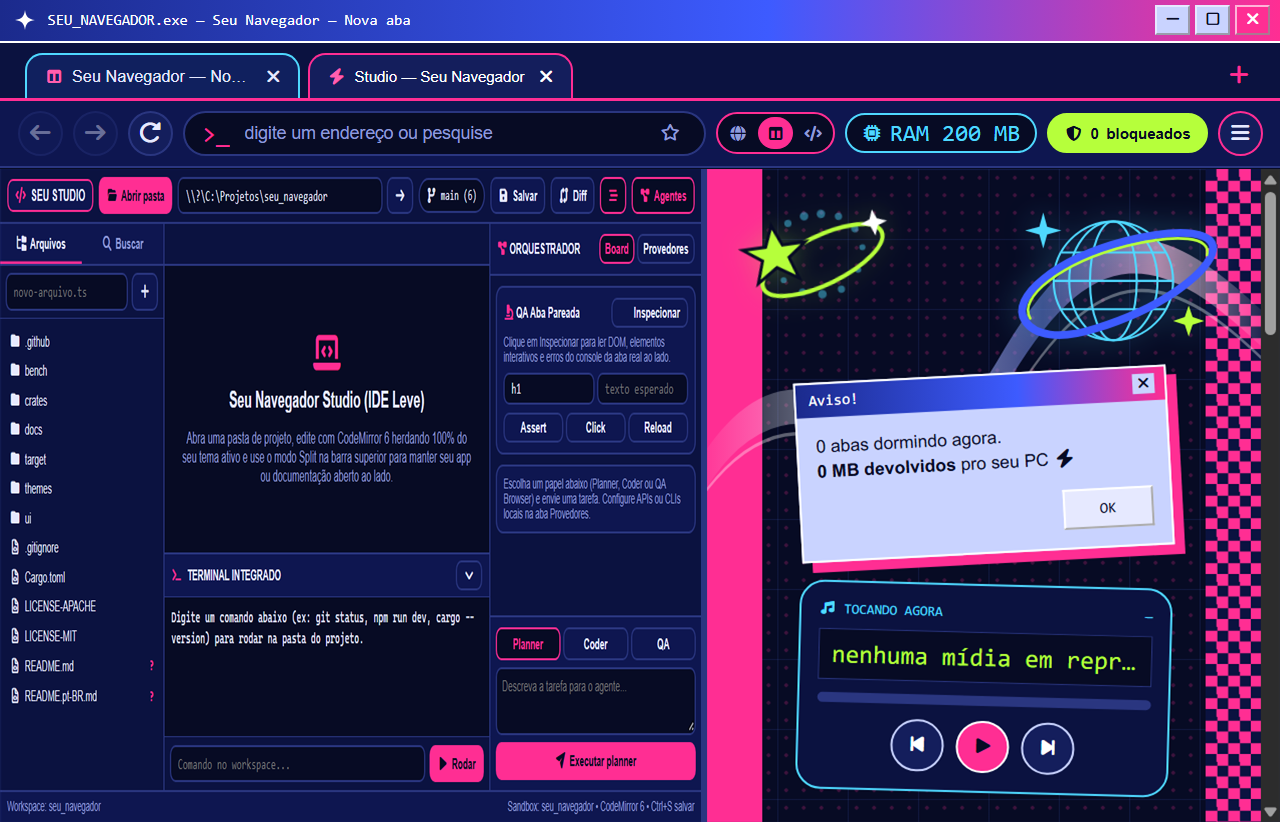 SEU_NAVEGADOR.exe — Seu Navegador — Nova aba
Seu Navegador — No...
Studio — Seu Navegador
digite um endereço ou pesquise
RAM 200 MB
0 bloqueados
SEU STUDIO
Abrir pasta
\\?\C:\Projetos\seu_navegador
main (6)
Salvar
Diff
Agentes
Arquivos
Buscar
novo-arquivo.ts
+
.github
bench
crates
docs
target
themes
ui
.gitignore
Cargo.toml
LICENSE-APACHE
LICENSE-MIT
README.md ?
README.pt-BR.md ?
Seu Navegador Studio (IDE Leve)
Abra uma pasta de projeto, edite com CodeMirror 6 herdando 100% do
seu tema ativo e use o modo Split na barra superior para manter seu app
ou documentação aberto ao lado.
TERMINAL INTEGRADO
Digite um comando abaixo (ex: git status, npm run dev, cargo --
version) para rodar na pasta do projeto.
Comando no workspace...
Rodar
ORQUESTRADOR
Board
Provedores
QA Aba Pareada
Inspecionar
Clique em Inspecionar para ler DOM, elementos
interativos e erros do console da aba real ao lado.
h1
texto esperado
Assert
Click
Reload
Escolha um papel abaixo (Planner, Coder ou QA
Browser) e envie uma tarefa. Configure APIs ou CLIs
locais na aba Provedores.
Planner
Coder
QA
Descreva a tarefa para o agente...
Executar planner
Workspace: seu_navegador
Sandbox: seu_navegador • CodeMirror 6 • Ctrl+S salvar
Aviso!
0 abas dormindo agora.
0 MB devolvidos pro seu PC
OK
TOCANDO AGORA
nenhuma mídia em repr...